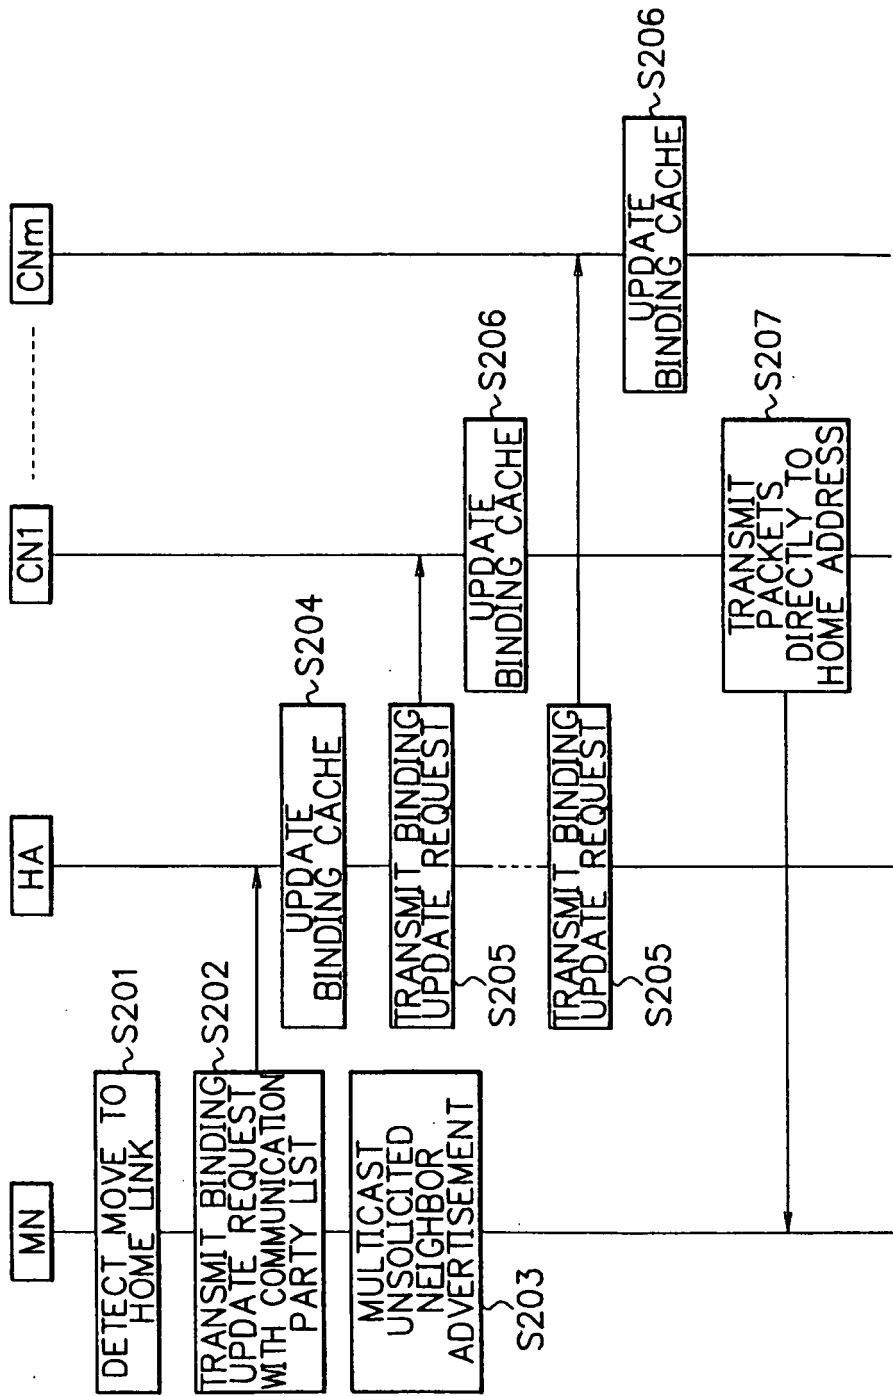 MN
HA
CN1
CNm
DETECT MOVE TO
HOME LINK
S201
TRANSMIT BINDING
UPDATE REQUEST
WITH COMMUNICATION
PARTY LIST
S202
MULTICAST
UNSOLICITED
NEIGHBOR
ADVERTISEMENT
S203
UPDATE
BINDING CACHE
S204
TRANSMIT BINDING
UPDATE REQUEST
S205
UPDATE
BINDING CACHE
S206
TRANSMIT BINDING
UPDATE REQUEST
S205
UPDATE
BINDING CACHE
S206
TRANSMIT
PACKETS
DIRECTLY TO
HOME ADDRESS
S207